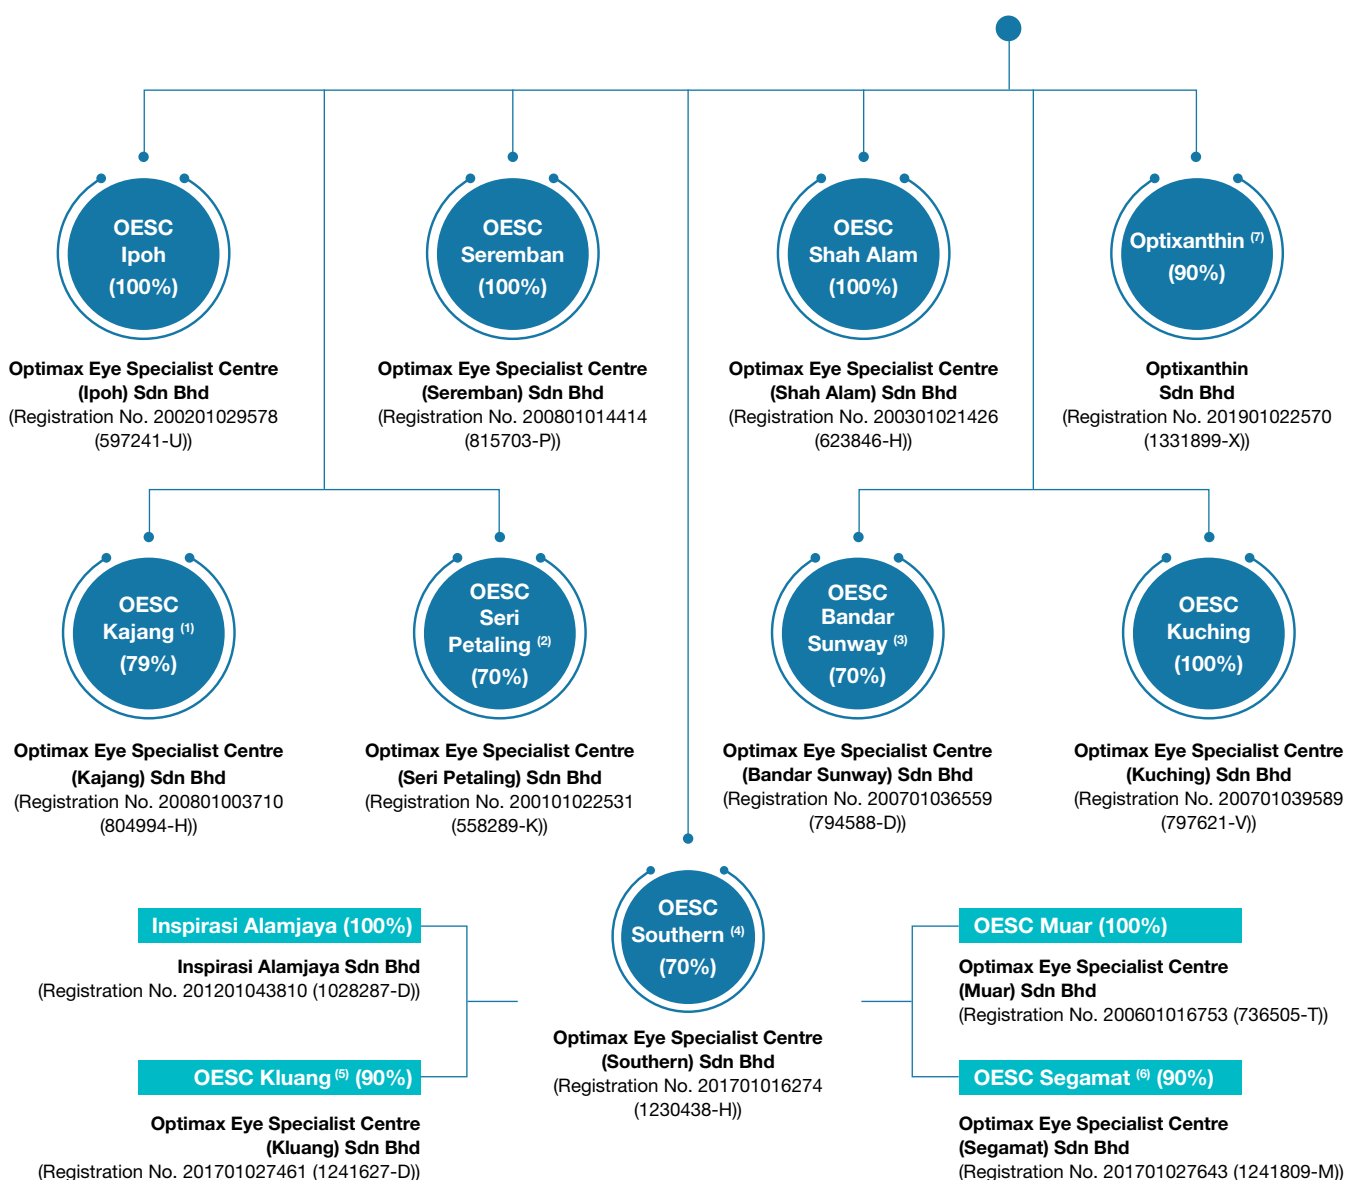 OESC
Ipoh
(100%)
Optimax Eye Specialist Centre
(Ipoh) Sdn Bhd
(Registration No. 200201029578
(597241-U))
OESC
Seremban
(100%)
Optimax Eye Specialist Centre
(Seremban) Sdn Bhd
(Registration No. 200801014414
(815703-P))
OESC
Shah Alam
(100%)
Optimax Eye Specialist Centre
(Shah Alam) Sdn Bhd
(Registration No. 200301021426
(623846-H))
Optixanthin (7)
(90%)
Optixanthin
Sdn Bhd
(Registration No. 201901022570
(1331899-X))
OESC
Kajang (1)
(79%)
Optimax Eye Specialist Centre
(Kajang) Sdn Bhd
(Registration No. 200801003710
(804994-H))
OESC
Seri
Petaling (2)
(70%)
Optimax Eye Specialist Centre
(Seri Petaling) Sdn Bhd
(Registration No. 200101022531
(558289-K))
OESC
Bandar
Sunway (3)
(70%)
Optimax Eye Specialist Centre
(Bandar Sunway) Sdn Bhd
(Registration No. 200701036559
(794588-D))
OESC
Kuching
(100%)
Optimax Eye Specialist Centre
(Kuching) Sdn Bhd
(Registration No. 200701039589
(797621-V))
OESC
Southern (4)
(70%)
Optimax Eye Specialist Centre
(Southern) Sdn Bhd
(Registration No. 201701016274
(1230438-H))
Inspirasi Alamjaya (100%)
Inspirasi Alamjaya Sdn Bhd
(Registration No. 201201043810 (1028287-D))
OESC Kluang (5) (90%)
Optimax Eye Specialist Centre
(Kluang) Sdn Bhd
(Registration No. 201701027461 (1241627-D))
OESC Muar (100%)
Optimax Eye Specialist Centre
(Muar) Sdn Bhd
(Registration No. 200601016753 (736505-T))
OESC Segamat (6) (90%)
Optimax Eye Specialist Centre
(Segamat) Sdn Bhd
(Registration No. 201701027643 (1241809-M))